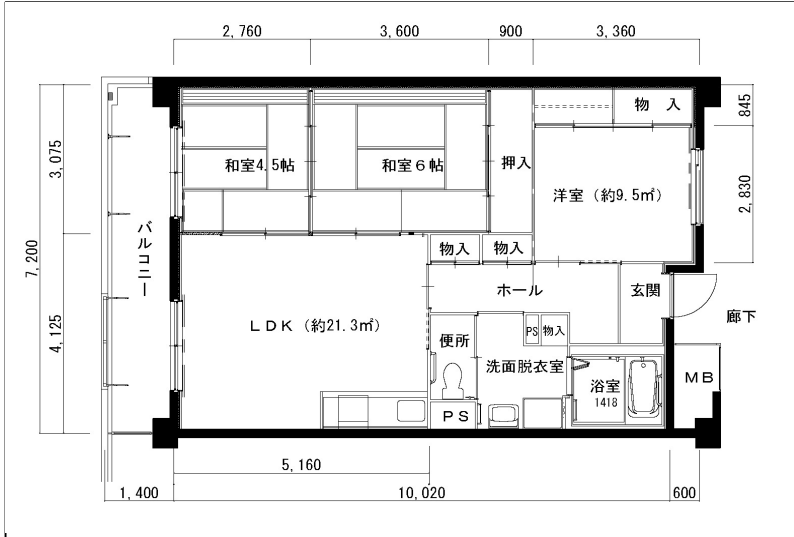 2,760
3,600
900
3,360
物 入
845
3,075
和室4.5帖
和室6帖
押入
洋室(約9.5㎡)
2,830
7,200
バルコニー
物入
物入
ホール
玄関
廊下
4,125
LDK(約21.3㎡)
便所
PS
物入
洗面脱衣室
浴室
1418
MB
PS
5,160
1,400
10,020
600